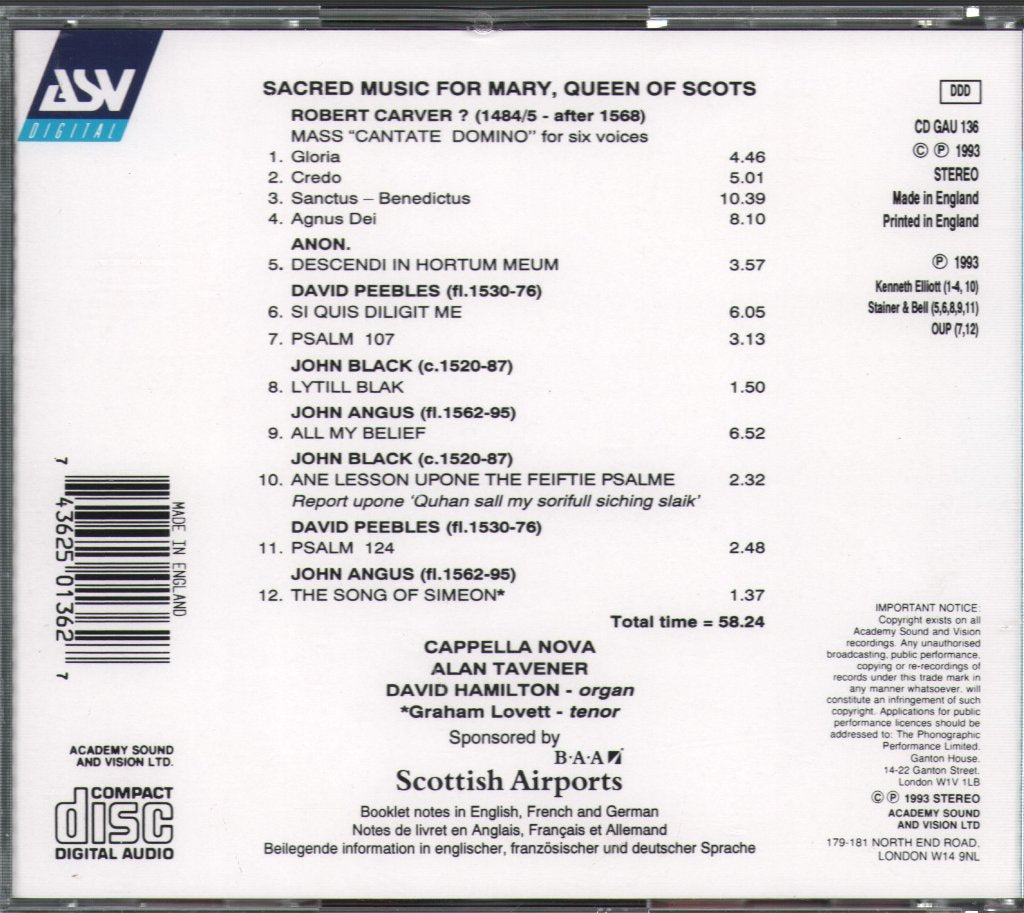 ASV
DIGITAL
SACRED MUSIC FOR MARY, QUEEN OF SCOTS
ROBERT CARVER ? (1484/5 - after 1568)
MASS “CANTATE DOMINO” for six voices
1. Gloria 4.46
2. Credo 5.01
3. Sanctus – Benedictus 10.39
4. Agnus Dei 8.10
ANON.
5. DESCENDI IN HORTUM MEUM 3.57
DAVID PEEBLES (fl.1530-76)
6. SI QUIS DILIGIT ME 6.05
7. PSALM 107 3.13
JOHN BLACK (c.1520-87)
8. LYTILL BLAK 1.50
JOHN ANGUS (fl.1562-95)
9. ALL MY BELIEF 6.52
JOHN BLACK (c.1520-87)
10. ANE LESSON UPONE THE FEIFTIE PSALME 2.32
Report upone ‘Quhan sall my sorifull siching slaik’
DAVID PEEBLES (fl.1530-76)
11. PSALM 124 2.48
JOHN ANGUS (fl.1562-95)
12. THE SONG OF SIMEON* 1.37
Total time = 58.24
CAPPELLA NOVA
ALAN TAVENER
DAVID HAMILTON - organ
*Graham Lovett - tenor
Sponsored by
B·A·A
Scottish Airports
Booklet notes in English, French and German
Notes de livret en Anglais, Français et Allemand
Beilegende information in englischer, französischer und deutscher Sprache
DDD
CD GAU 136
© ℗ 1993
STEREO
Made in England
Printed in England
℗ 1993
Kenneth Elliott (1-4, 10)
Stainer & Bell (5,6,8,9,11)
OUP (7,12)
7 43625 01362 7
MADE IN ENGLAND
ACADEMY SOUND
AND VISION LTD.
COMPACT
disc
DIGITAL AUDIO
IMPORTANT NOTICE:
Copyright exists on all
Academy Sound and Vision
recordings. Any unauthorised
broadcasting, public performance,
copying or re-recordings of
records under this trade mark in
any manner whatsoever, will
constitute an infringement of such
copyright. Applications for public
performance licences should be
addressed to: The Phonographic
Performance Limited,
Ganton House,
14-22 Ganton Street,
London W1V 1LB
© ℗ 1993 STEREO
ACADEMY SOUND
AND VISION LTD
179-181 NORTH END ROAD,
LONDON W14 9NL